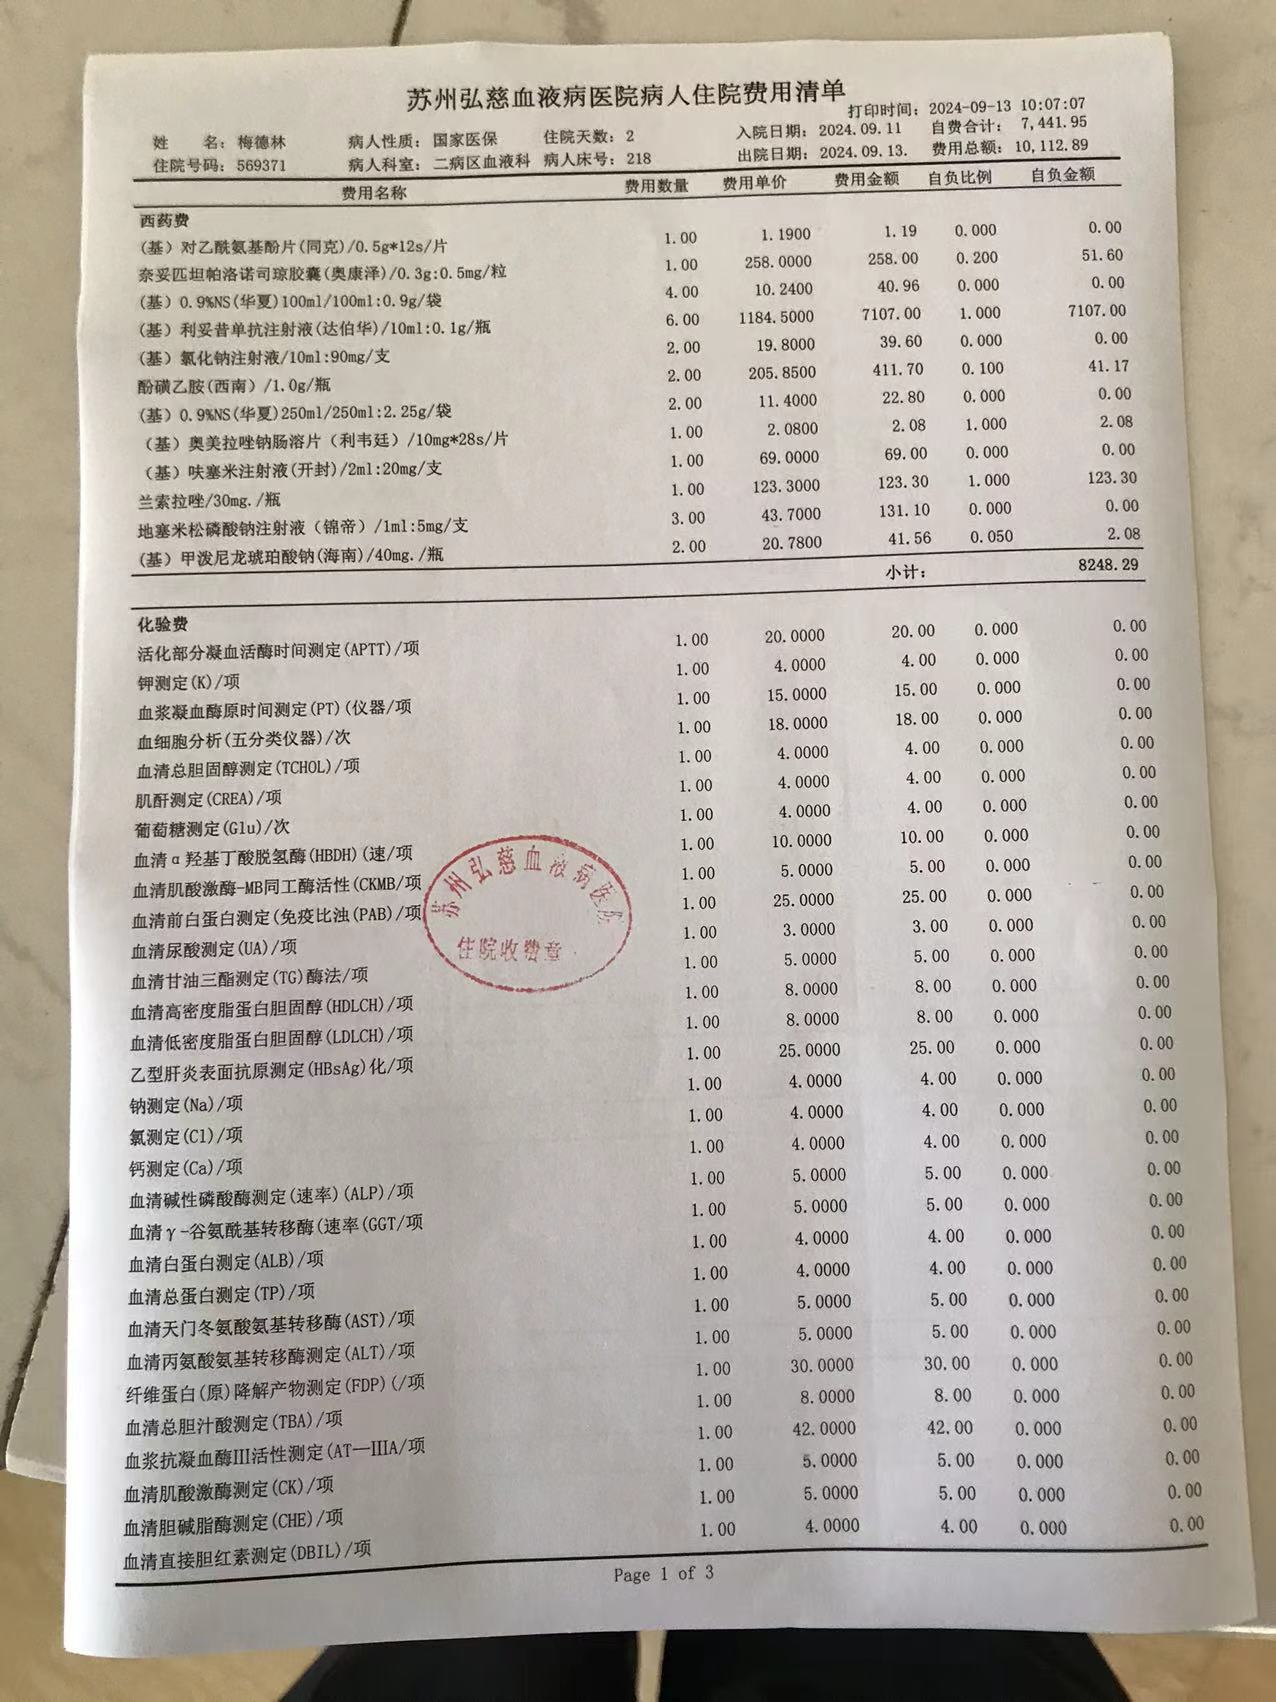 苏州弘慈血液病医院病人住院费用清单
打印时间: 2024-09-13 10:07:07
姓 名: 梅德林 病人性质: 国家医保 住院天数: 2 入院日期: 2024.09.11 自费合计: 7,441.95
住院号码: 569371 病人科室: 二病区血液科 病人床号: 218 出院日期: 2024.09.13. 费用总额: 10,112.89
费用名称 费用数量 费用单价 费用金额 自负比例 自负金额
西药费
(基) 对乙酰氨基酚片(同克)/0.5g*12s/片 1.00 1.1900 1.19 0.000 0.00
奈妥匹坦帕洛诺司琼胶囊(奥康泽)/0.3g:0.5mg/粒 1.00 258.0000 258.00 0.200 51.60
(基) 0.9%NS(华夏)100ml/100ml:0.9g/袋 4.00 10.2400 40.96 0.000 0.00
(基) 利妥昔单抗注射液(达伯华)/10ml:0.1g/瓶 6.00 1184.5000 7107.00 1.000 7107.00
(基) 氯化钠注射液/10ml:90mg/支 2.00 19.8000 39.60 0.000 0.00
酚磺乙胺(西南) /1.0g/瓶 2.00 205.8500 411.70 0.100 41.17
(基) 0.9%NS(华夏)250ml/250ml:2.25g/袋 2.00 11.4000 22.80 0.000 0.00
(基) 奥美拉唑钠肠溶片 (利韦廷) /10mg*28s/片 1.00 2.0800 2.08 1.000 2.08
(基) 呋塞米注射液(开封)/2ml:20mg/支 1.00 69.0000 69.00 0.000 0.00
兰索拉唑/30mg./瓶 1.00 123.3000 123.30 1.000 123.30
地塞米松磷酸钠注射液 (锦帝) /1ml:5mg/支 3.00 43.7000 131.10 0.000 0.00
(基) 甲泼尼龙琥珀酸钠(海南)/40mg./瓶 2.00 20.7800 41.56 0.050 2.08
小计: 8248.29
化验费
活化部分凝血活酶时间测定(APTT)/项 1.00 20.0000 20.00 0.000 0.00
钾测定(K)/项 1.00 4.0000 4.00 0.000 0.00
血浆凝血酶原时间测定(PT)(仪器/项 1.00 15.0000 15.00 0.000 0.00
血细胞分析(五分类仪器)/次 1.00 18.0000 18.00 0.000 0.00
血清总胆固醇测定(TCHOL)/项 1.00 4.0000 4.00 0.000 0.00
肌酐测定(CREA)/项 1.00 4.0000 4.00 0.000 0.00
葡萄糖测定(Glu)/次 1.00 4.0000 4.00 0.000 0.00
血清α羟基丁酸脱氢酶(HBDH)(速/项 1.00 10.0000 10.00 0.000 0.00
血清肌酸激酶-MB同工酶活性(CKMB/项 1.00 5.0000 5.00 0.000 0.00
血清前白蛋白测定(免疫比浊(PAB)/项 1.00 25.0000 25.00 0.000 0.00
血清尿酸测定(UA)/项 1.00 3.0000 3.00 0.000 0.00
血清甘油三酯测定(TG)酶法/项 1.00 5.0000 5.00 0.000 0.00
血清高密度脂蛋白胆固醇(HDLCH)/项 1.00 8.0000 8.00 0.000 0.00
血清低密度脂蛋白胆固醇(LDLCH)/项 1.00 8.0000 8.00 0.000 0.00
乙型肝炎表面抗原测定(HBsAg)化/项 1.00 25.0000 25.00 0.000 0.00
钠测定(Na)/项 1.00 4.0000 4.00 0.000 0.00
氯测定(Cl)/项 1.00 4.0000 4.00 0.000 0.00
钙测定(Ca)/项 1.00 4.0000 4.00 0.000 0.00
血清碱性磷酸酶测定(速率)(ALP)/项 1.00 5.0000 5.00 0.000 0.00
血清γ-谷氨酰基转移酶(速率(GGT/项 1.00 5.0000 5.00 0.000 0.00
血清白蛋白测定(ALB)/项 1.00 4.0000 4.00 0.000 0.00
血清总蛋白测定(TP)/项 1.00 4.0000 4.00 0.000 0.00
血清天门冬氨酸氨基转移酶(AST)/项 1.00 5.0000 5.00 0.000 0.00
血清丙氨酸氨基转移酶测定(ALT)/项 1.00 5.0000 5.00 0.000 0.00
纤维蛋白(原)降解产物测定(FDP)(/项 1.00 30.0000 30.00 0.000 0.00
血清总胆汁酸测定(TBA)/项 1.00 8.0000 8.00 0.000 0.00
血浆抗凝血酶III活性测定(AT—IIIA/项 1.00 42.0000 42.00 0.000 0.00
血清肌酸激酶测定(CK)/项 1.00 5.0000 5.00 0.000 0.00
血清胆碱脂酶测定(CHE)/项 1.00 5.0000 5.00 0.000 0.00
血清直接胆红素测定(DBIL)/项 1.00 4.0000 4.00 0.000 0.00
苏州弘慈血液病医院
住院收费章
Page 1 of 3